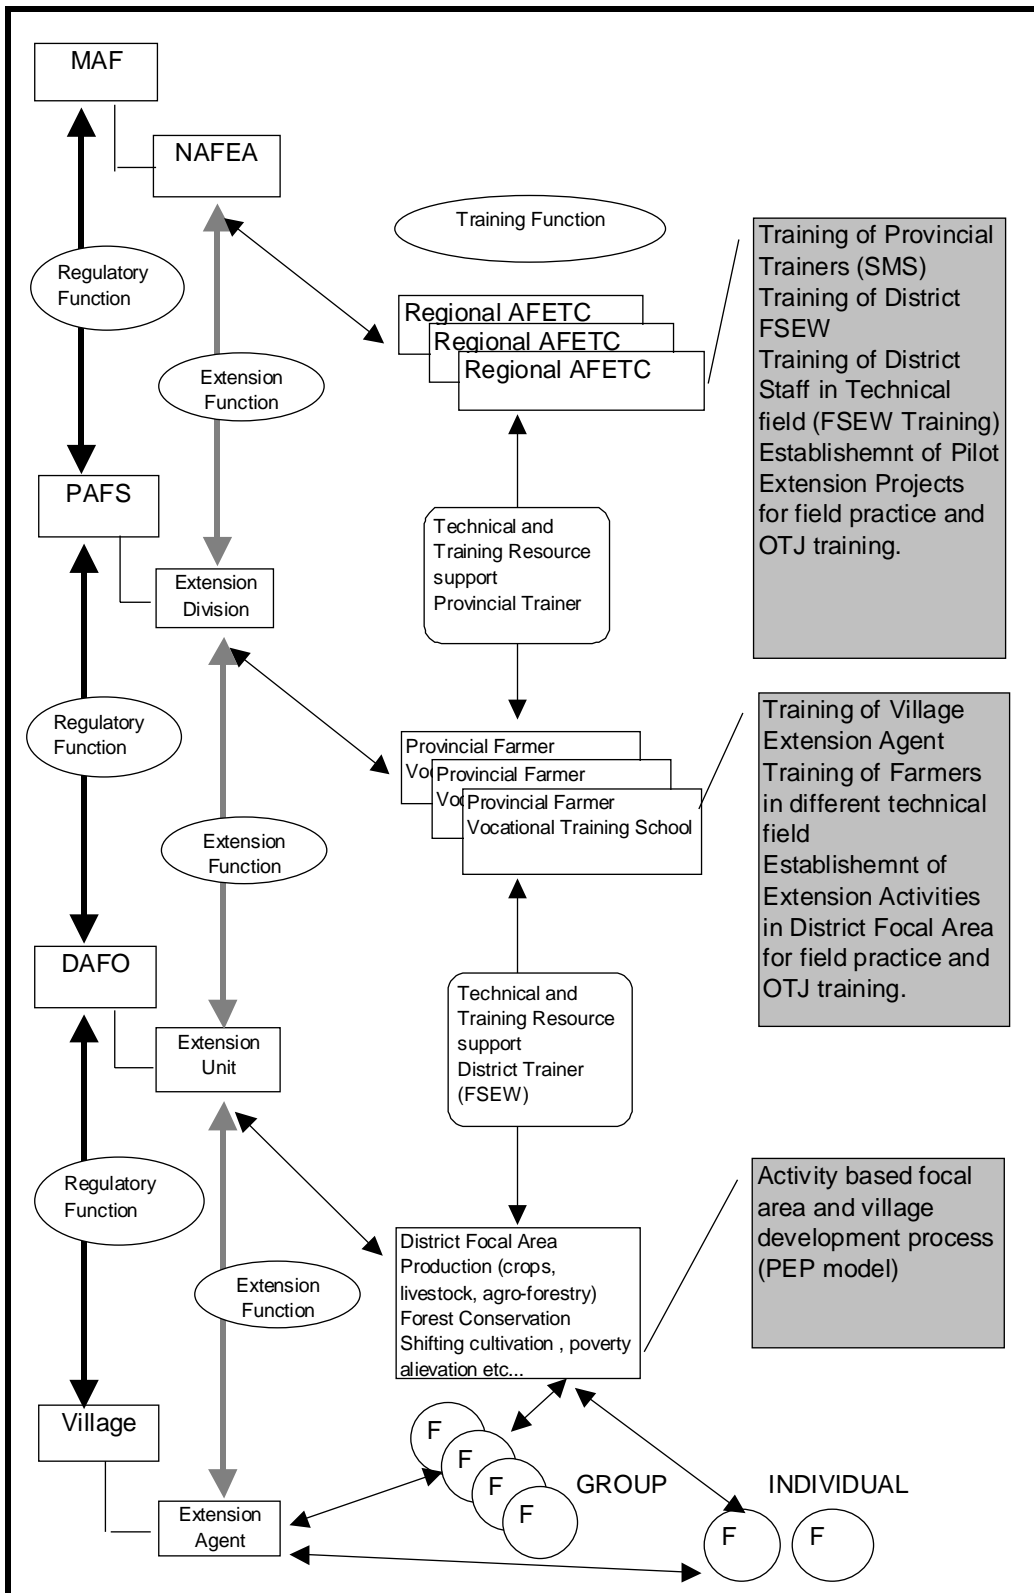 MAF
NAFEA
Training Function
Training of Provincial
Trainers (SMS)
Training of District
FSEW
Training of District
Staff in Technical
field (FSEW Training)
Establishemnt of Pilot
Extension Projects
for field practice and
OTJ training.
Regulatory
Function
Regional AFETC
Regional AFETC
Regional AFETC
Extension
Function
PAFS
Technical and
Training Resource
support
Provincial Trainer
Extension
Division
Regulatory
Function
Provincial Farmer
Voc
Provincial Farmer
Voc
Provincial Farmer
Vocational Training School
Training of Village
Extension Agent
Training of Farmers
in different technical
field
Establishemnt of
Extension Activities
in District Focal Area
for field practice and
OTJ training.
Extension
Function
DAFO
Technical and
Training Resource
support
District Trainer
(FSEW)
Extension
Unit
Regulatory
Function
Activity based focal
area and village
development process
(PEP model)
District Focal Area
Production (crops,
livestock, agro-forestry)
Forest Conservation
Shifting cultivation , poverty
alievation etc...
Extension
Function
Village
F
F
F
F
GROUP
INDIVIDUAL
F
F
Extension
Agent